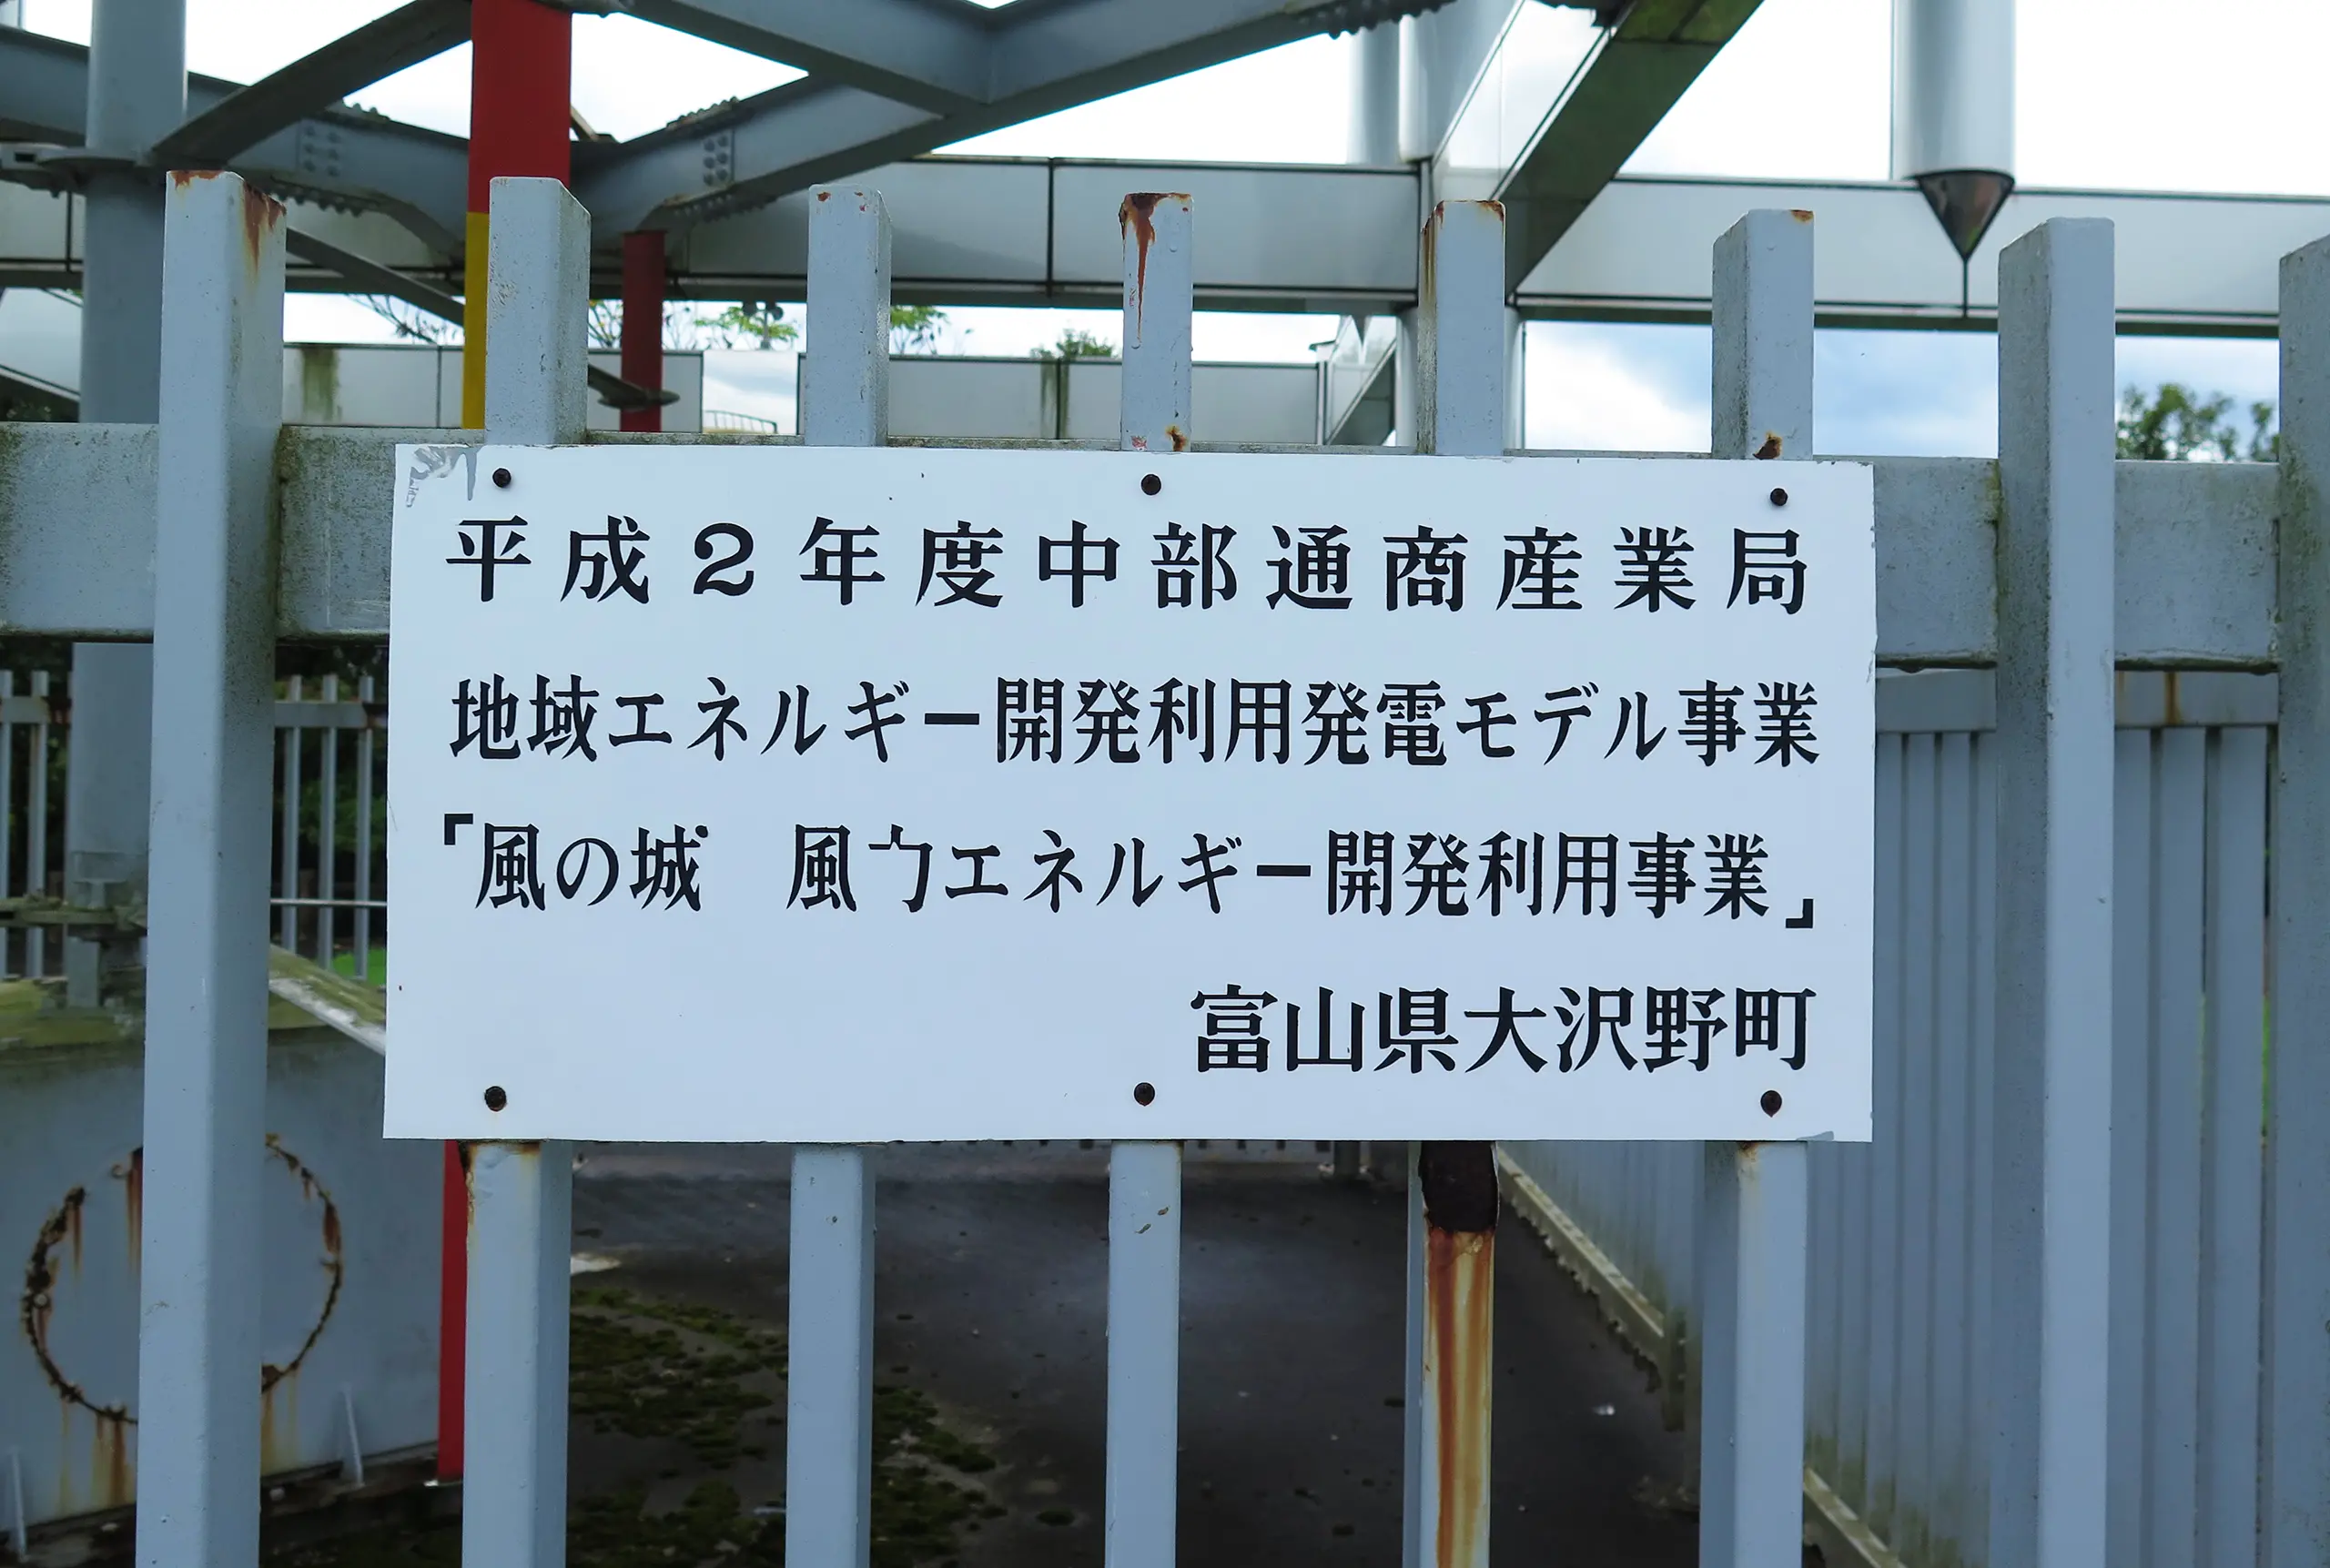 平成2年度中部通商産業局
地域エネルギー開発利用発電モデル事業
「風の城　風力エネルギー開発利用事業」
富山県大沢野町